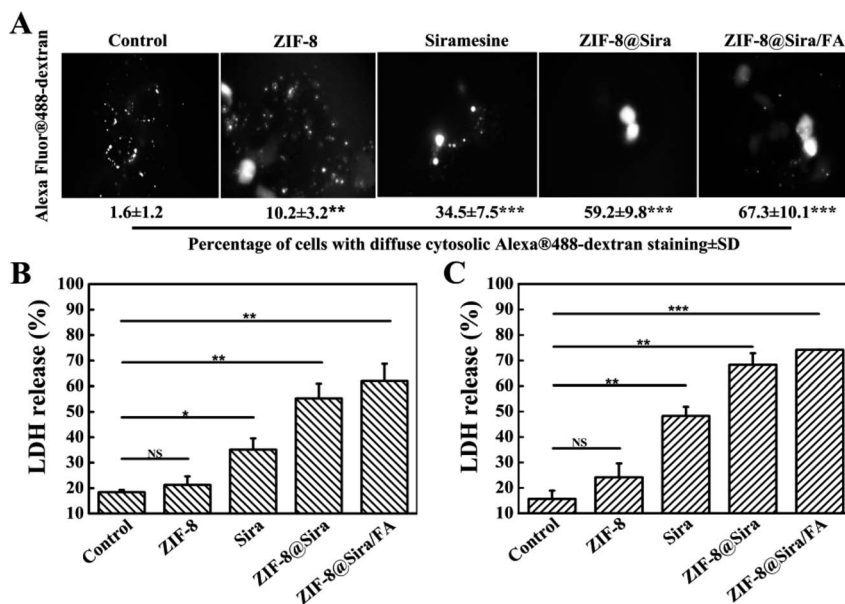 A
Control ZIF-8 Siramesine ZIF-8@Sira ZIF-8@Sira/FA
Alexa Fluor®488-dextran
1.6±1.2 10.2±3.2** 34.5±7.5*** 59.2±9.8*** 67.3±10.1***
Percentage of cells with diffuse cytosolic Alexa®488-dextran staining±SD
B
LDH release (%)
100
90
80
70
60
50
40
30
20
10
**
**
*
NS
Control ZIF-8 Sira ZIF-8@Sira ZIF-8@Sira/FA
C
LDH release (%)
100
90
80
70
60
50
40
30
20
10
***
**
**
NS
Control ZIF-8 Sira ZIF-8@Sira ZIF-8@Sira/FA